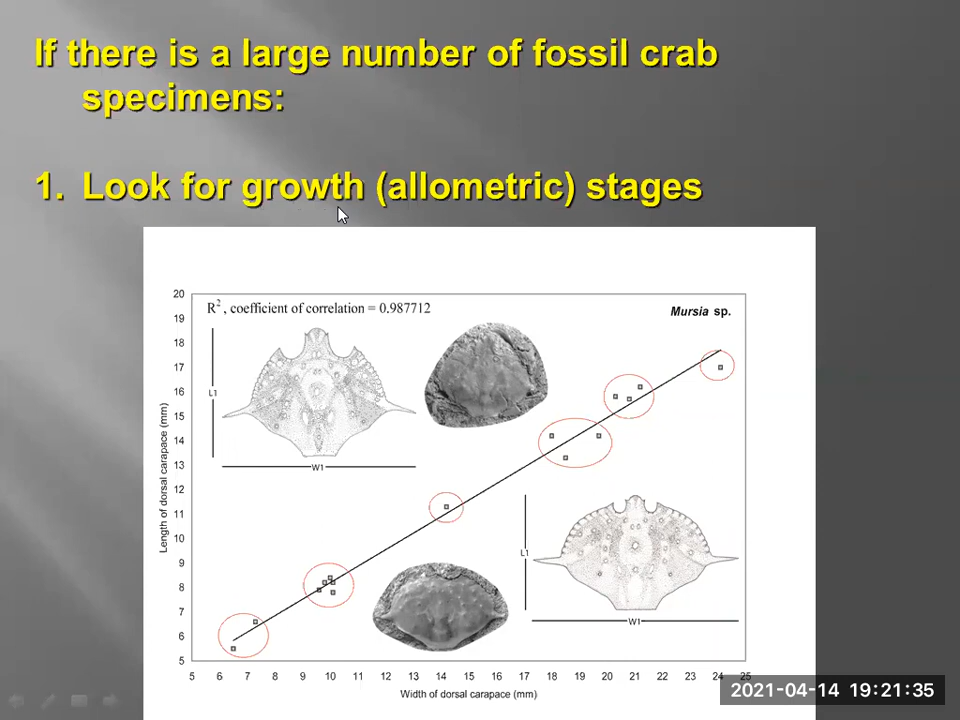 If there is a large number of fossil crab
specimens:
1. Look for growth (allometric) stages
R², coefficient of correlation = 0.987712
Mursia sp.
20
19
18
17
16
15
14
13
12
11
10
9
8
7
6
5
Length of dorsal carapace (mm)
L1
W1
L1
W1
5 6 7 8 9 10 11 12 13 14 15 16 17 18 19 20 21 22 23 24 25
Width of dorsal carapace (mm)
2021-04-14 19:21:35